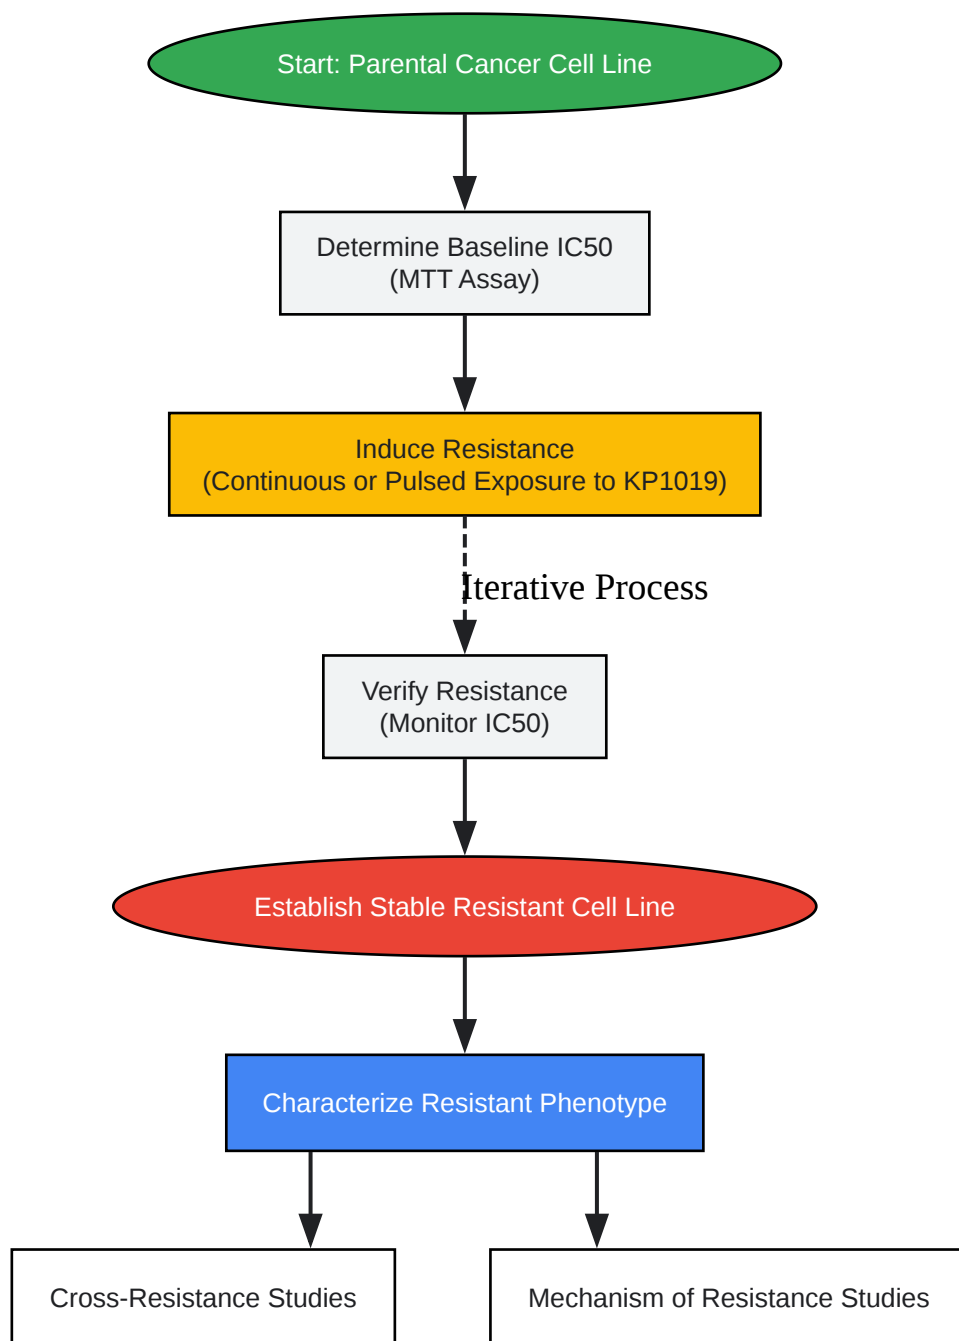 Start: Parental Cancer Cell Line
Determine Baseline IC50
(MTT Assay)
Induce Resistance
(Continuous or Pulsed Exposure to KP1019)
Iterative Process
Verify Resistance
(Monitor IC50)
Establish Stable Resistant Cell Line
Characterize Resistant Phenotype
Cross-Resistance Studies
Mechanism of Resistance Studies